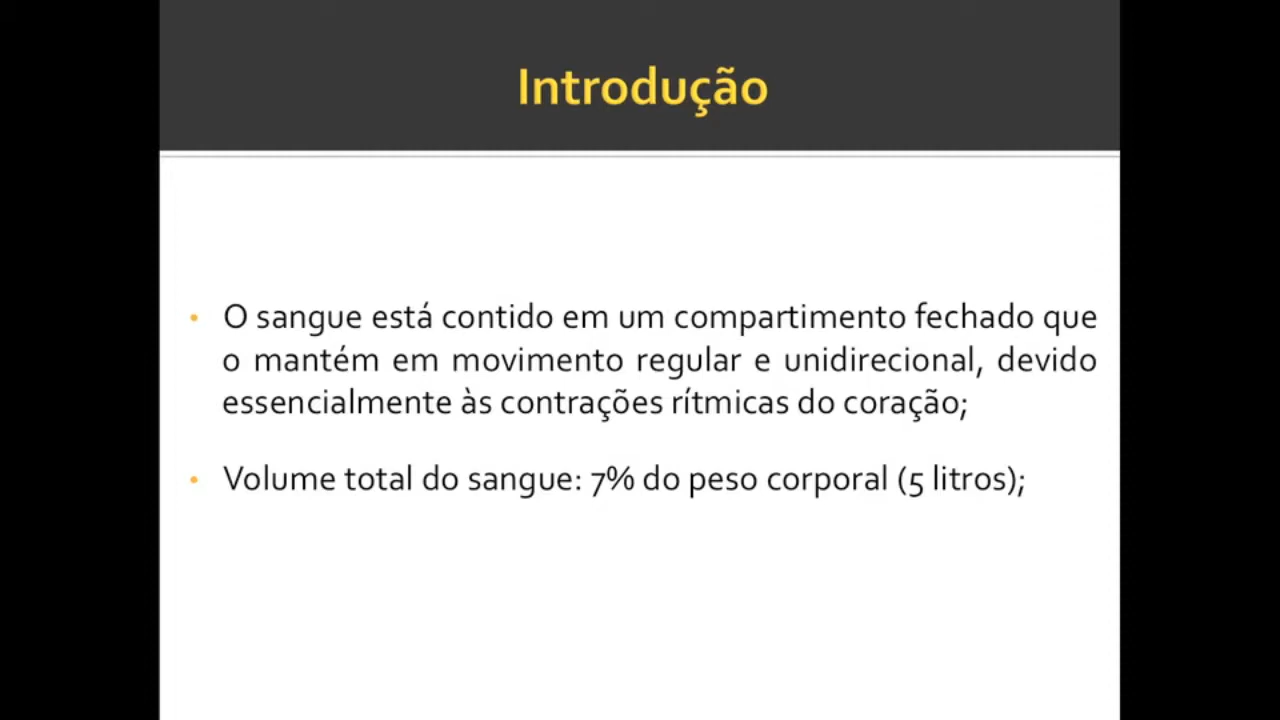 Introdução
• O sangue está contido em um compartimento fechado que
o mantém em movimento regular e unidirecional, devido
essencialmente às contrações rítmicas do coração;
• Volume total do sangue: 7% do peso corporal (5 litros);